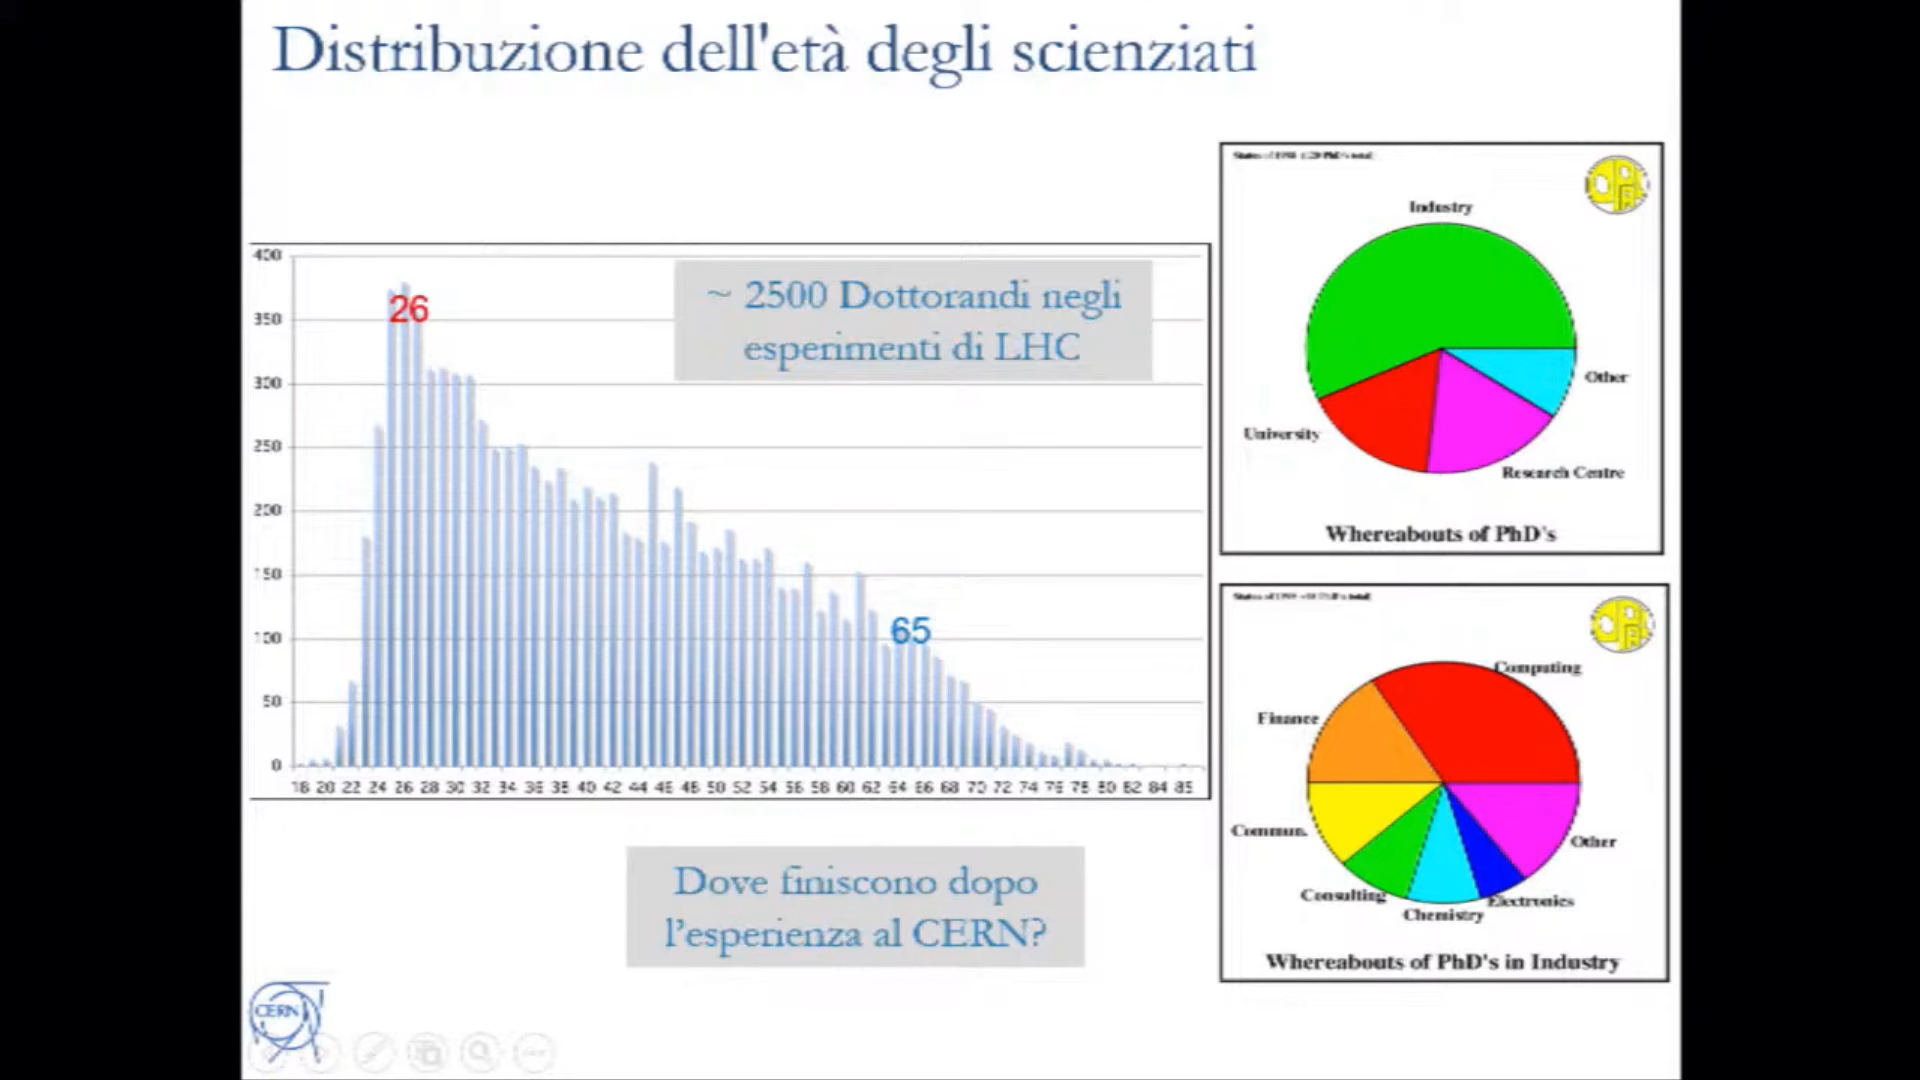 Distribuzione dell'età degli scienziati
400
350
300
250
200
150
100
50
0
26
65
~ 2500 Dottorandi negli
esperimenti di LHC
18 20 22 24 26 28 30 32 34 36 38 40 42 44 46 48 50 52 54 56 58 60 62 64 66 68 70 72 74 76 78 80 82 84 86
Dove finiscono dopo
l'esperienza al CERN?
CERN
Industry
Other
University
Research Centre
Whereabouts of PhD's
Computing
Finance
Commun.
Other
Consulting
Electronics
Chemistry
Whereabouts of PhD's in Industry